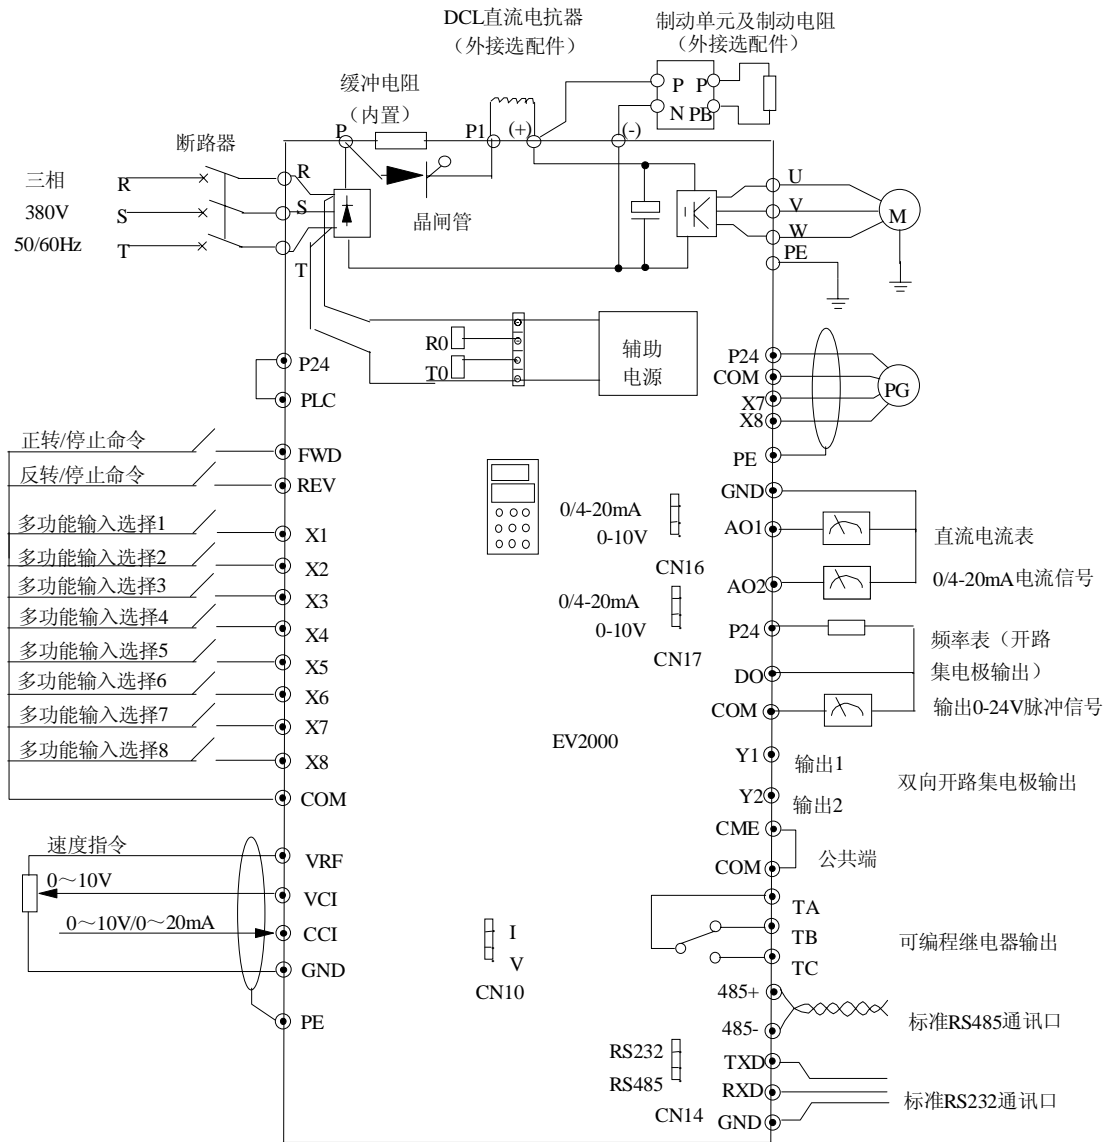 DCL直流电抗器
（外接选配件）
制动单元及制动电阻
（外接选配件）
缓冲电阻
（内置）
P P
N PB
P
P1
(+)
(-)
断路器
三相
380V
50/60Hz
R
S
T
R
S
T
晶闸管
U
V
W
PE
M
R0
T0
辅助
电源
P24
PLC
P24
COM
X7
X8
PE
PG
正转/停止命令
FWD
反转/停止命令
REV
多功能输入选择1
X1
多功能输入选择2
X2
多功能输入选择3
X3
多功能输入选择4
X4
多功能输入选择5
X5
多功能输入选择6
X6
多功能输入选择7
X7
多功能输入选择8
X8
COM
0/4-20mA
0-10V
CN16
0/4-20mA
0-10V
CN17
GND
AO1
AO2
直流电流表
0/4-20mA电流信号
P24
DO
COM
频率表（开路
集电极输出）
输出0-24V脉冲信号
EV2000
Y1
输出1
Y2
输出2
双向开路集电极输出
CME
COM
公共端
速度指令
VRF
0～10V
VCI
0～10V/0～20mA
CCI
GND
PE
I
V
CN10
TA
TB
TC
可编程继电器输出
485+
485-
标准RS485通讯口
RS232
RS485
CN14
TXD
RXD
GND
标准RS232通讯口